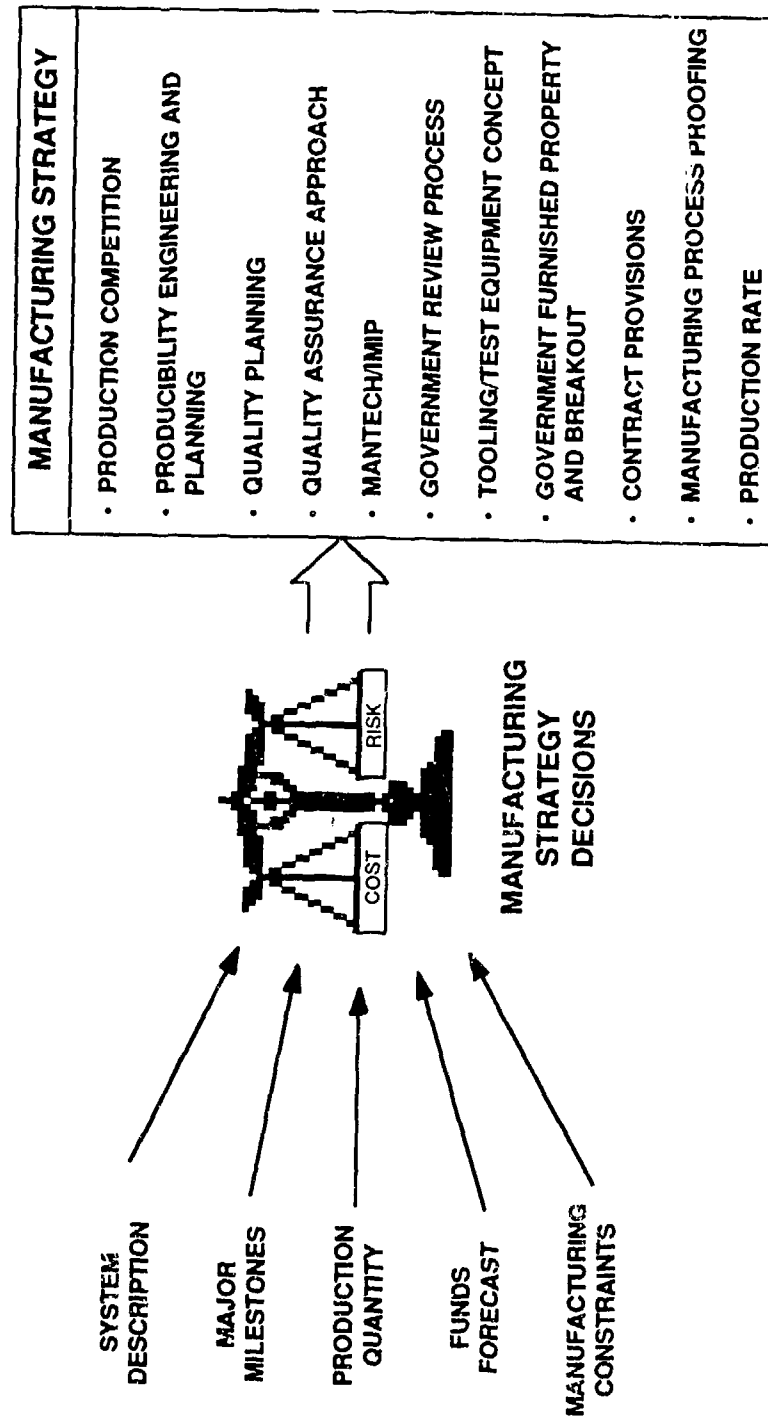 SYSTEM
DESCRIPTION
MAJOR
MILESTONES
PRODUCTION
QUANTITY
FUNDS
FORECAST
MANUFACTURING
CONSTRAINTS
COST
RISK
MANUFACTURING
STRATEGY
DECISIONS
MANUFACTURING STRATEGY
• PRODUCTION COMPETITION
• PRODUCIBILITY ENGINEERING AND
PLANNING
• QUALITY PLANNING
• QUALITY ASSURANCE APPROACH
• MANTECH/IMIP
• GOVERNMENT REVIEW PROCESS
• TOOLING/TEST EQUIPMENT CONCEPT
• GOVERNMENT FURNISHED PROPERTY
AND BREAKOUT
• CONTRACT PROVISIONS
• MANUFACTURING PROCESS PROOFING
• PRODUCTION RATE